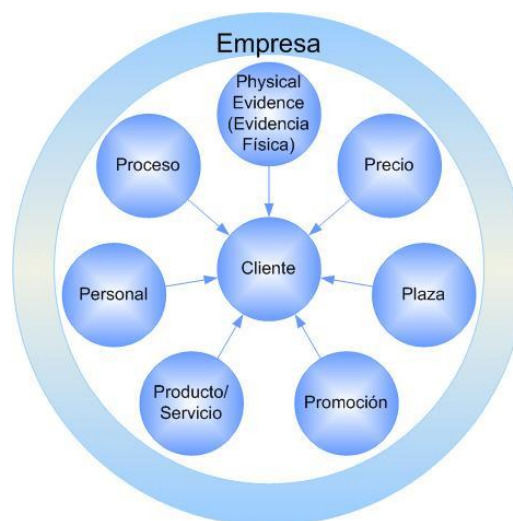 Empresa
Physical
Evidence
(Evidencia
Física)
Proceso
Precio
Cliente
Personal
Plaza
Producto/
Servicio
Promoción